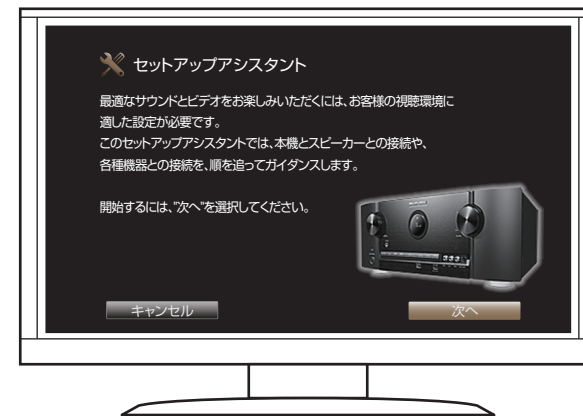 セットアップアシスタント
最適なサウンドとビデオをお楽しみいただくには、お客様の視聴環境に
適した設定が必要です。
このセットアップアシスタントでは、本機とスピーカーとの接続や、
各種機器との接続を、順を追ってガイダンスします。
開始するには、"次へ"を選択してください。
キャンセル
次へ